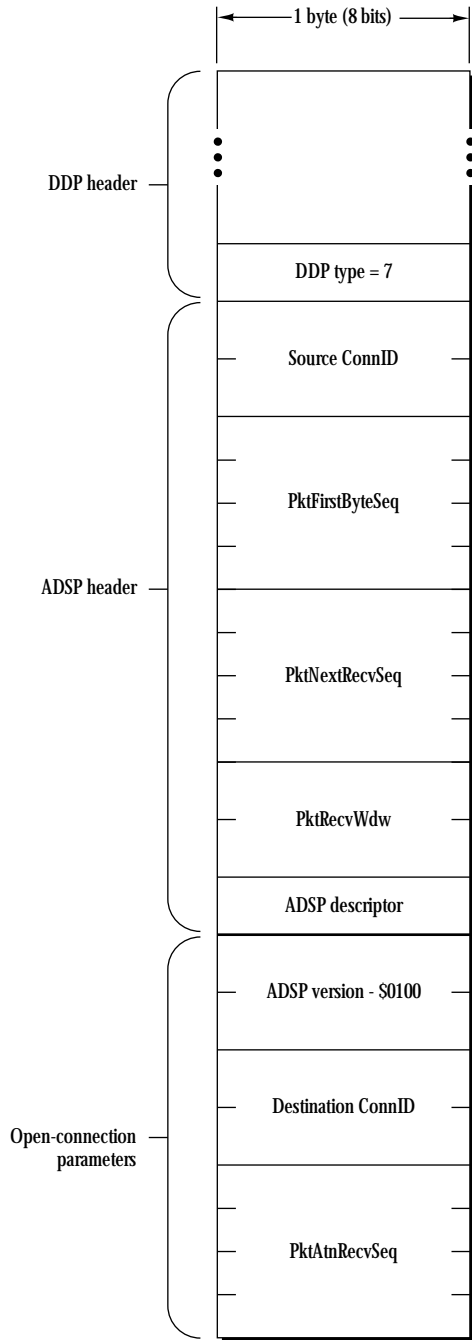 1 byte (8 bits)
DDP header
DDP type = 7
Source ConnID
PktFirstByteSeq
ADSP header
PktNextRecvSeq
PktRecvWdw
ADSP descriptor
ADSP version - $0100
Destination ConnID
Open-connection
parameters
PktAtnRecvSeq